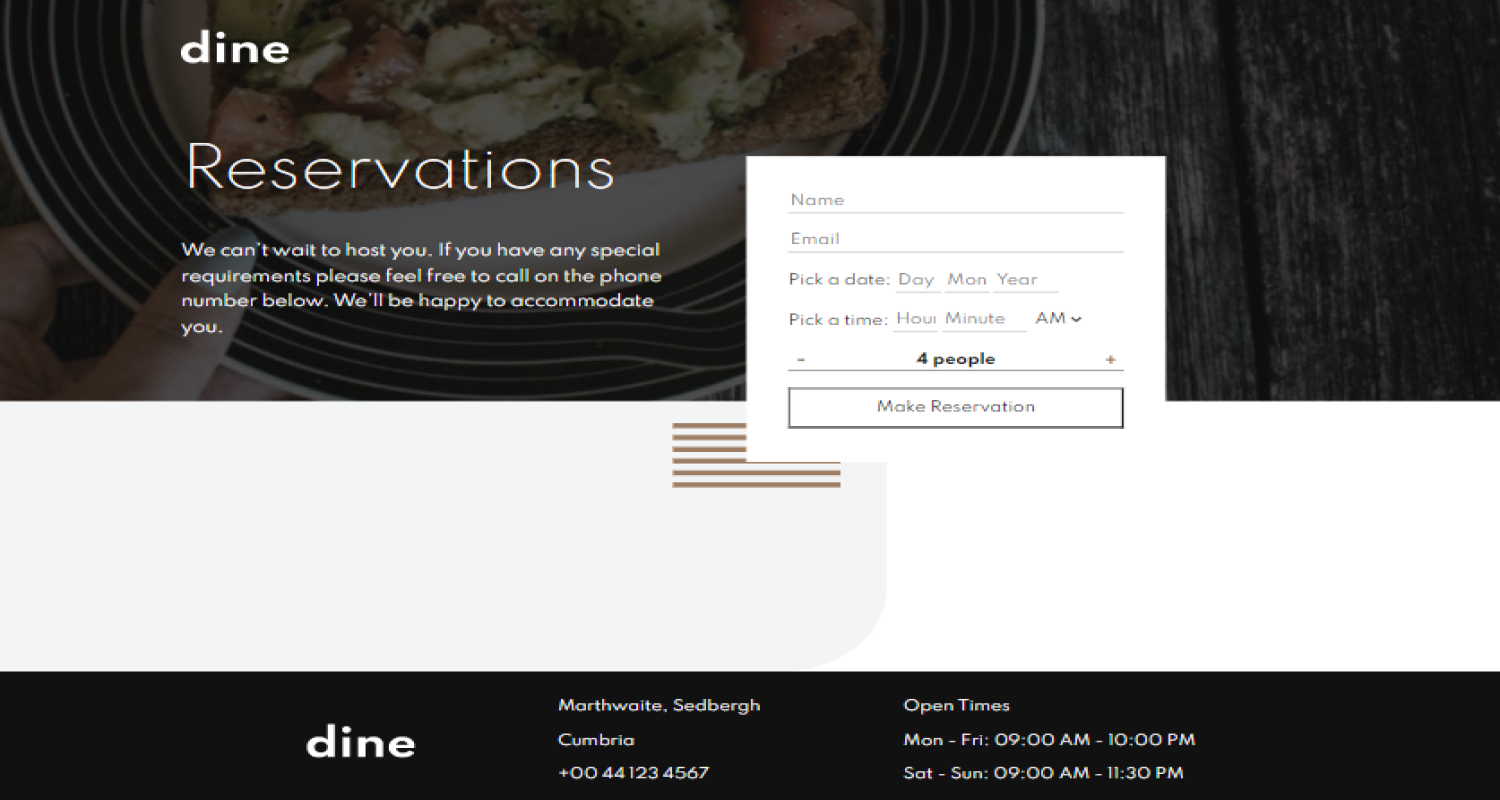 dine
Reservations
We can't wait to host you. If you have any special
requirements please feel free to call on the phone
number below. We'll be happy to accommodate
you.
Name
Email
Pick a date: Day Mon Year
Pick a time: Hour Minute AM
- 4 people +
Make Reservation
dine
Marthwaite, Sedbergh
Cumbria
+00 44 123 4567
Open Times
Mon - Fri: 09:00 AM - 10:00 PM
Sat - Sun: 09:00 AM - 11:30 PM